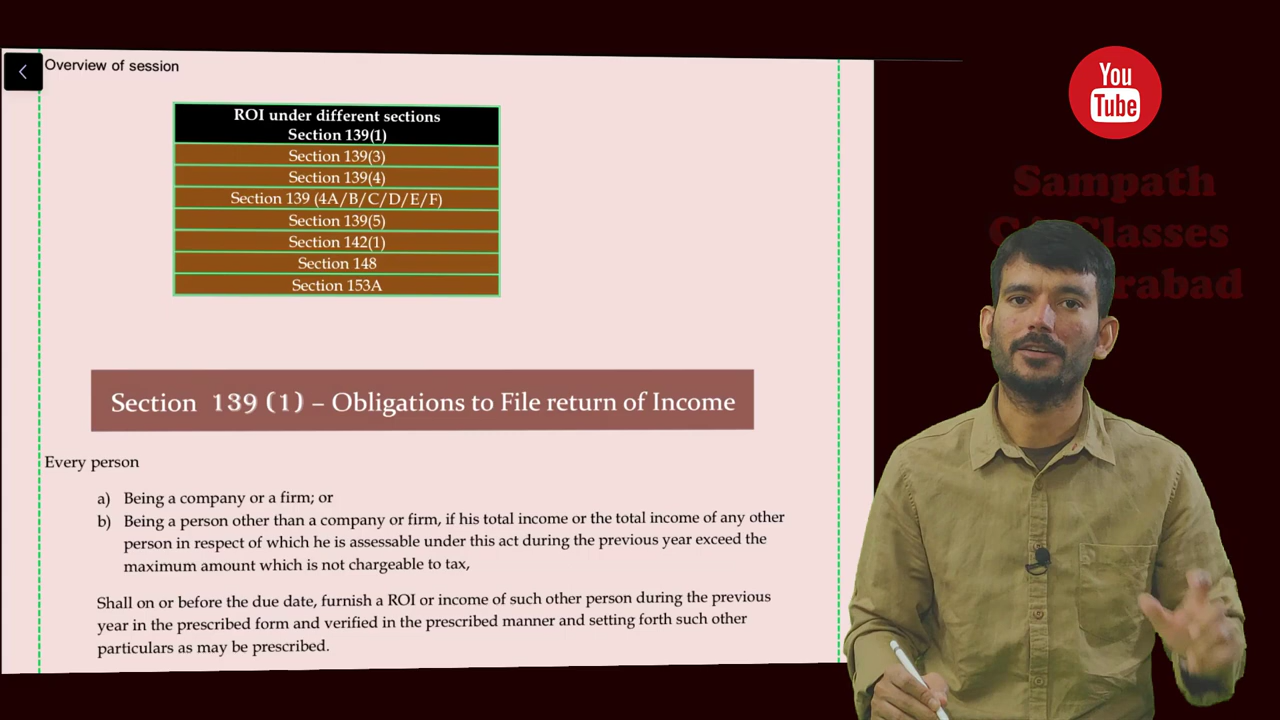 Overview of session
ROI under different sections
Section 139(1)
Section 139(3)
Section 139(4)
Section 139 (4A/B/C/D/E/F)
Section 139(5)
Section 142(1)
Section 148
Section 153A
Section 139 (1) – Obligations to File return of Income
Every person
a) Being a company or a firm; or
b) Being a person other than a company or firm, if his total income or the total income of any other
person in respect of which he is assessable under this act during the previous year exceed the
maximum amount which is not chargeable to tax,
Shall on or before the due date, furnish a ROI or income of such other person during the previous
year in the prescribed form and verified in the prescribed manner and setting forth such other
particulars as may be prescribed.
You
Tube
Sampath
Classes